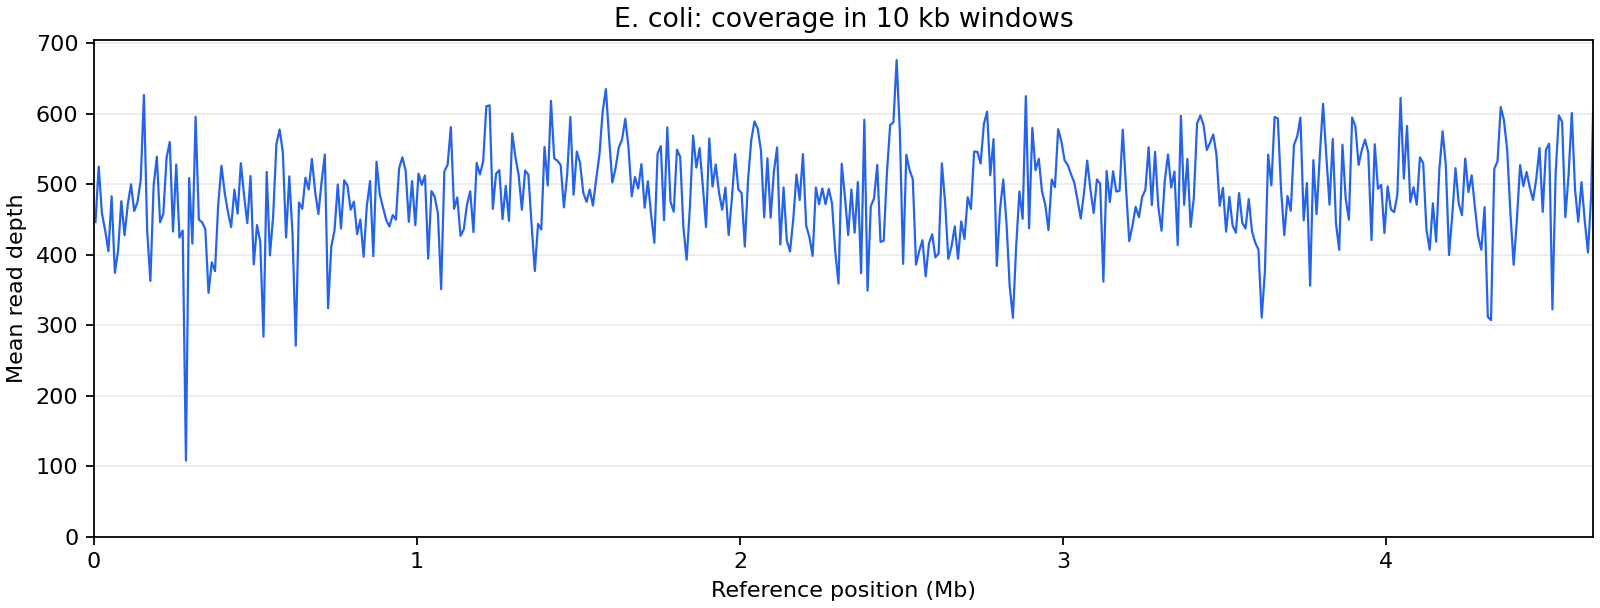 E. coli: coverage in 10 kb windows
Mean read depth
700
600
500
400
300
200
100
0
0 1 2 3 4
Reference position (Mb)